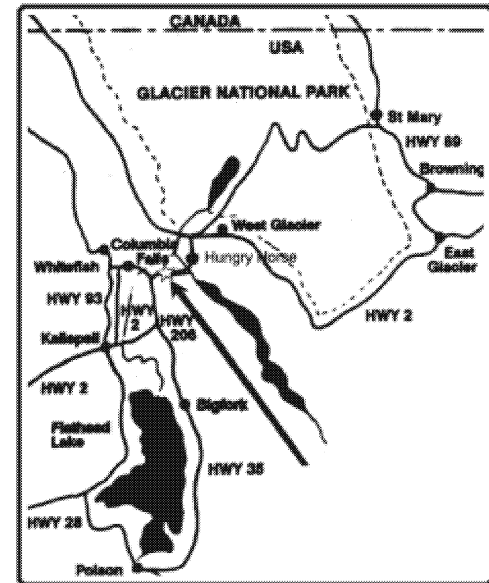 CANADA
USA
GLACIER NATIONAL PARK
St Mary
HWY 89
Browning
West Glacier
Columbia
Falls
Hungry Horse
Whitefish
East
Glacier
HWY 93
HWY
2
HWY
206
HWY 2
Kalispell
HWY 2
Bigfork
Flathead
Lake
HWY 35
HWY 28
Polson